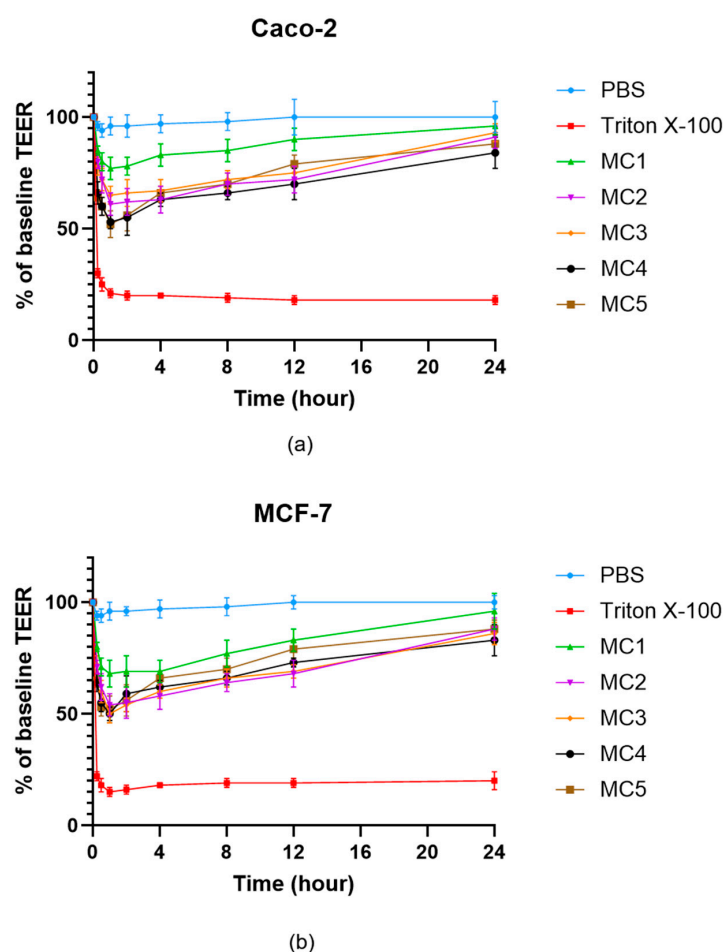 Caco-2
% of baseline TEER
100
50
0
0 4 8 12 16 20 24
Time (hour)
PBS
Triton X-100
MC1
MC2
MC3
MC4
MC5
(a)
MCF-7
% of baseline TEER
100
50
0
0 4 8 12 16 20 24
Time (hour)
PBS
Triton X-100
MC1
MC2
MC3
MC4
MC5
(b)